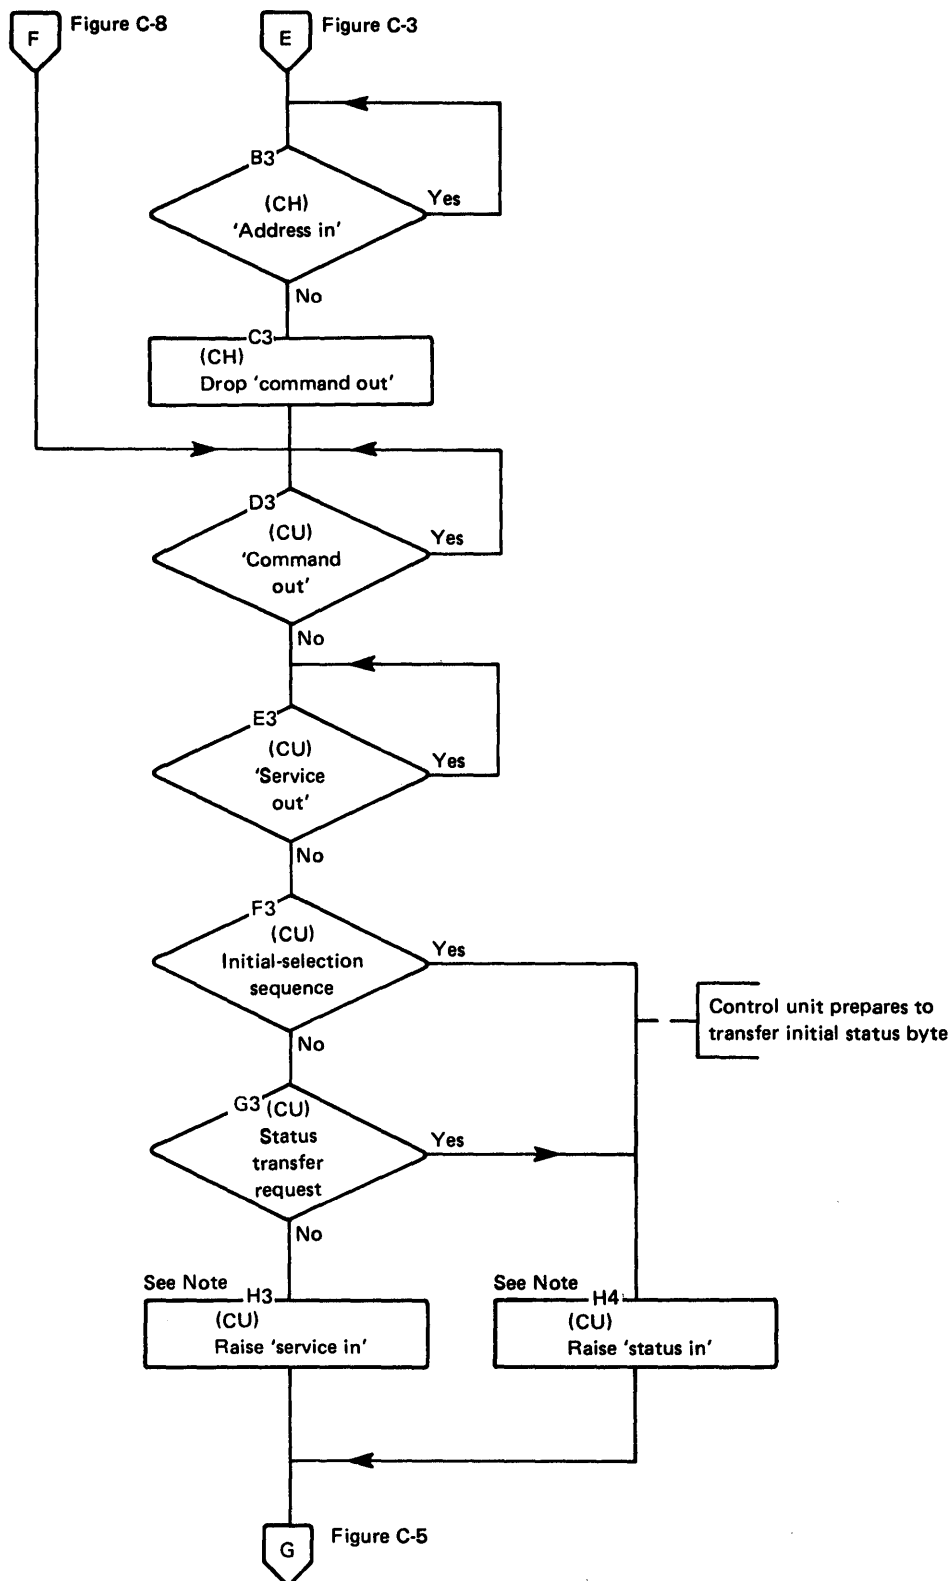 F Figure C-8
E Figure C-3
B3
(CH)
'Address in'
Yes
No
C3
(CH)
Drop 'command out'
D3
(CU)
'Command
out'
Yes
No
E3
(CU)
'Service
out'
Yes
No
F3
(CU)
Initial-selection
sequence
Yes
Control unit prepares to
transfer initial status byte
No
G3
(CU)
Status
transfer
request
Yes
No
See Note
H3
(CU)
Raise 'service in'
See Note
H4
(CU)
Raise 'status in'
G Figure C-5